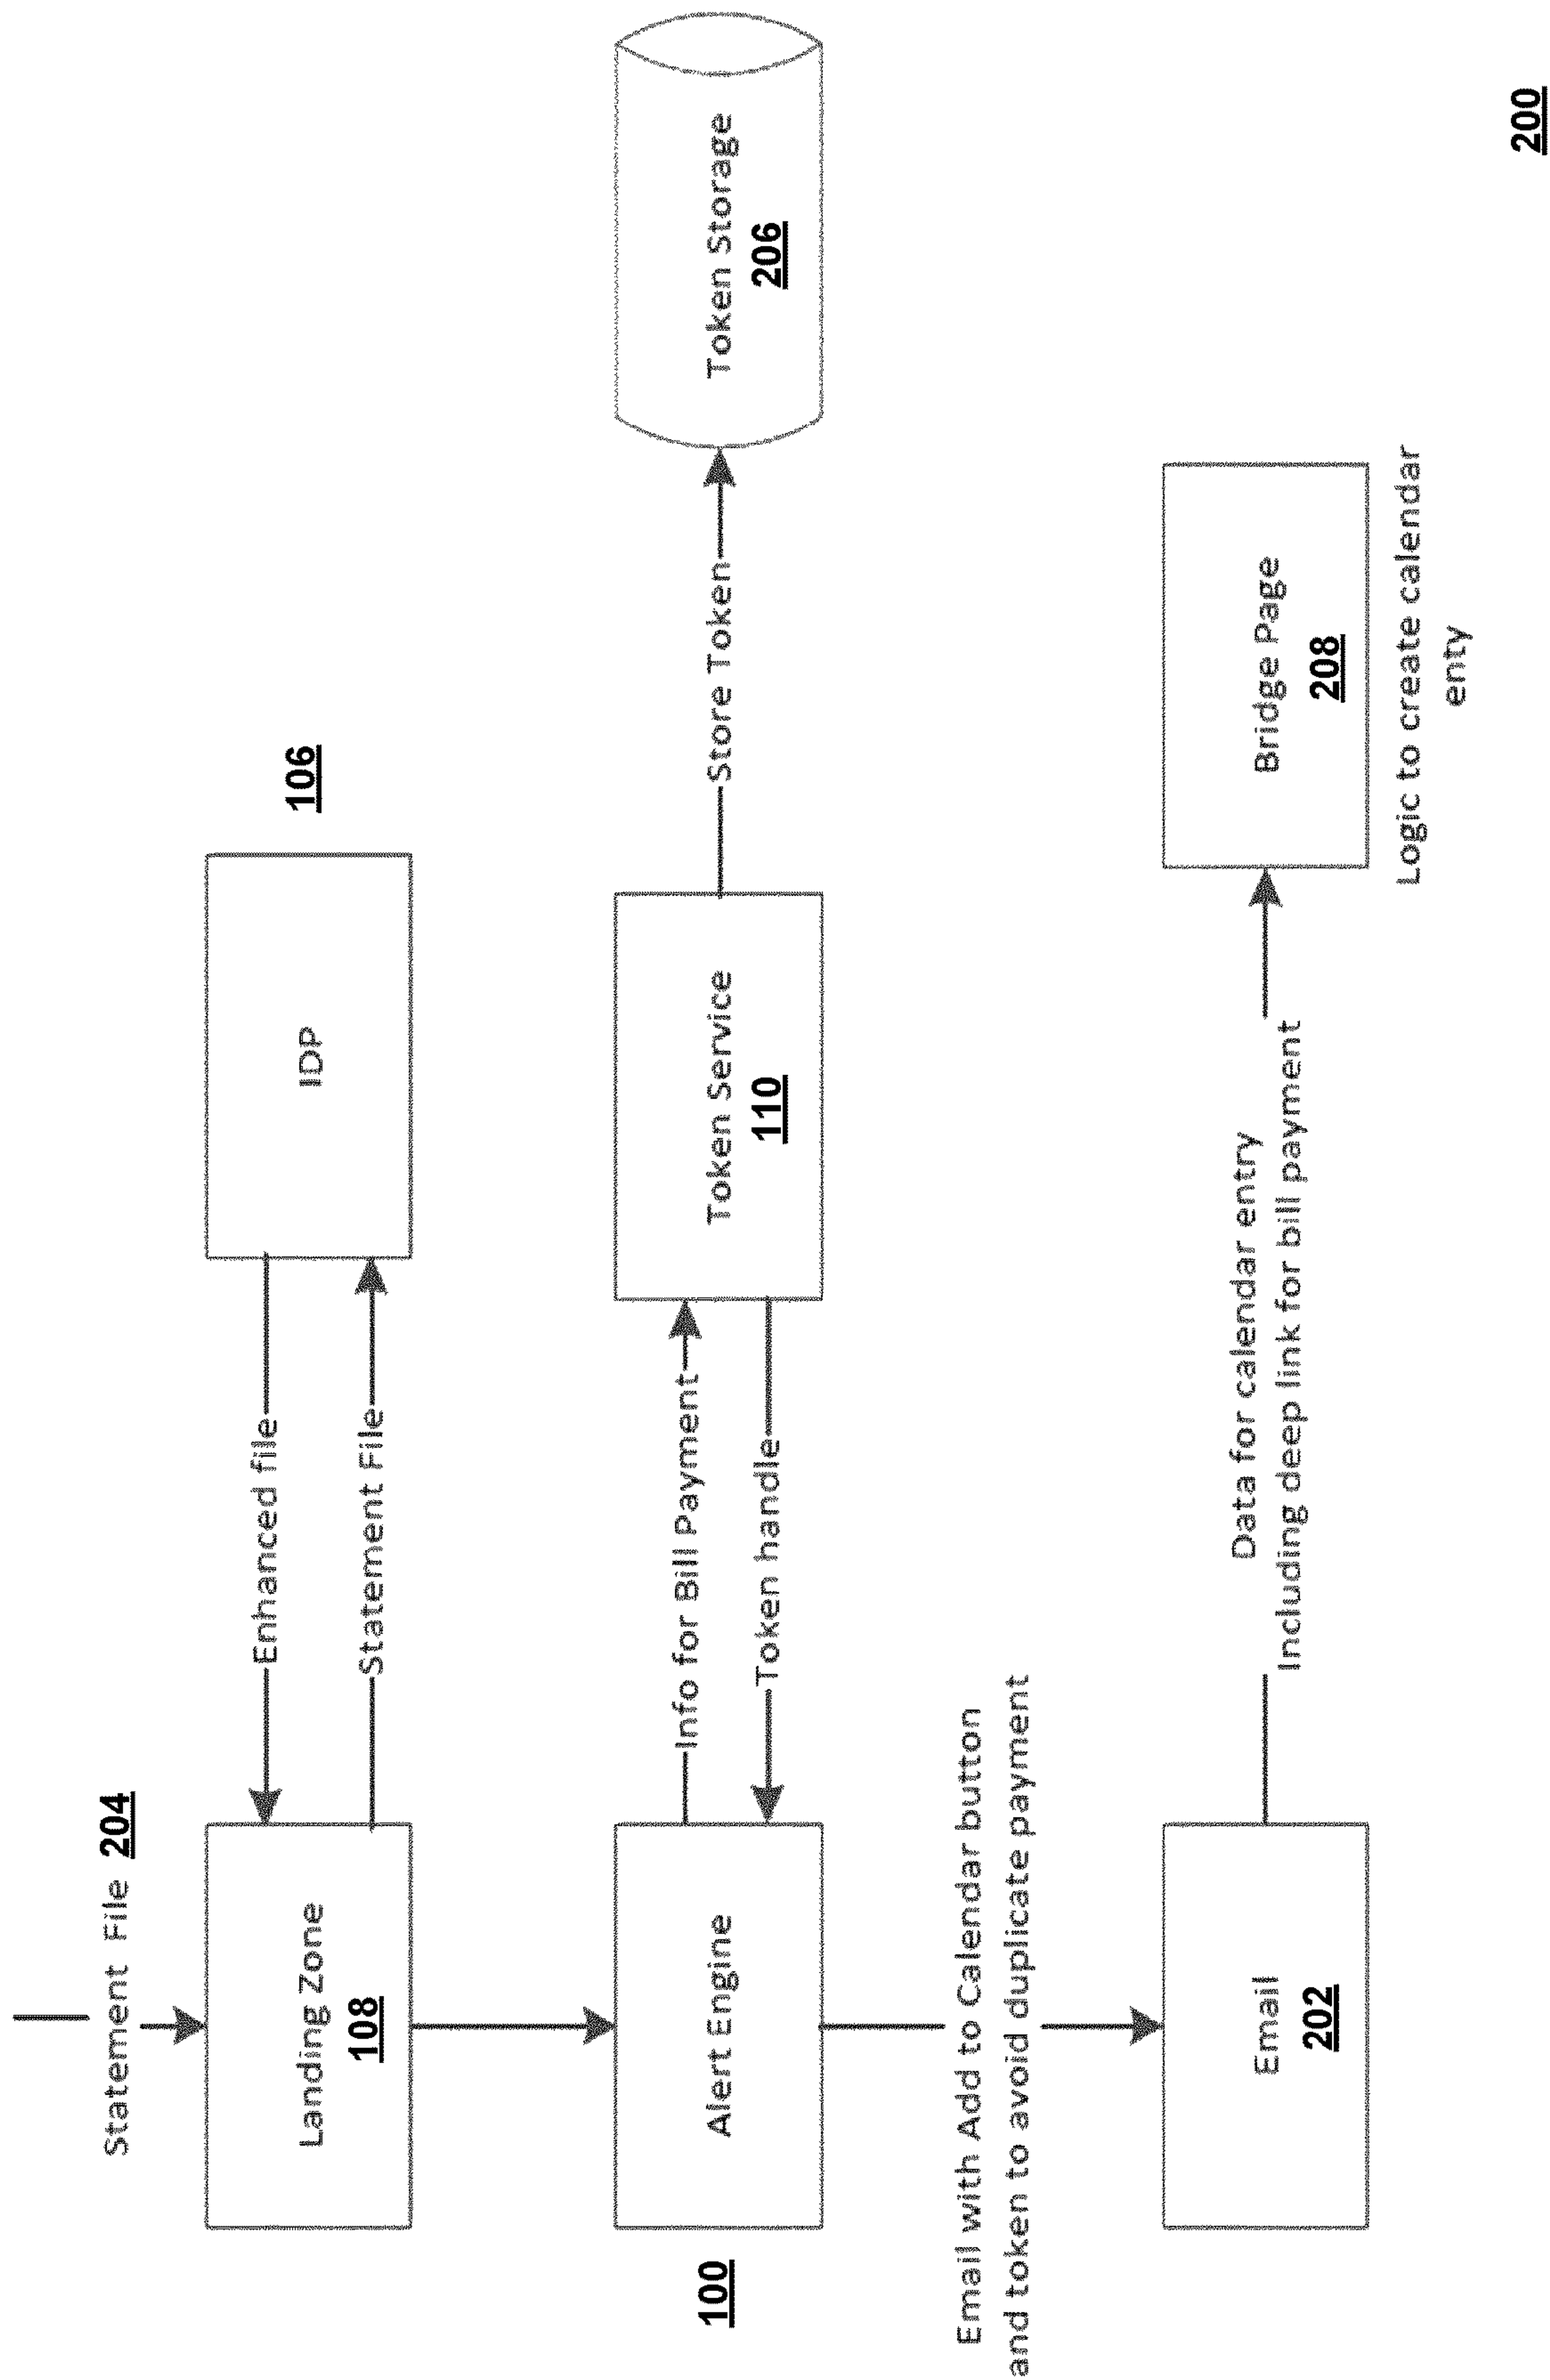 Statement File 204
Landing Zone
108
Enhanced file
Statement File
IDP
106
Alert Engine
100
Info for Bill Payment
Token handle
Token Service
110
Store Token
Token Storage
206
Email with Add to Calendar button
and token to avoid duplicate payment
Email
202
Data for calendar entry
Including deep link for bill payment
Bridge Page
208
Logic to create calendar
enty
200